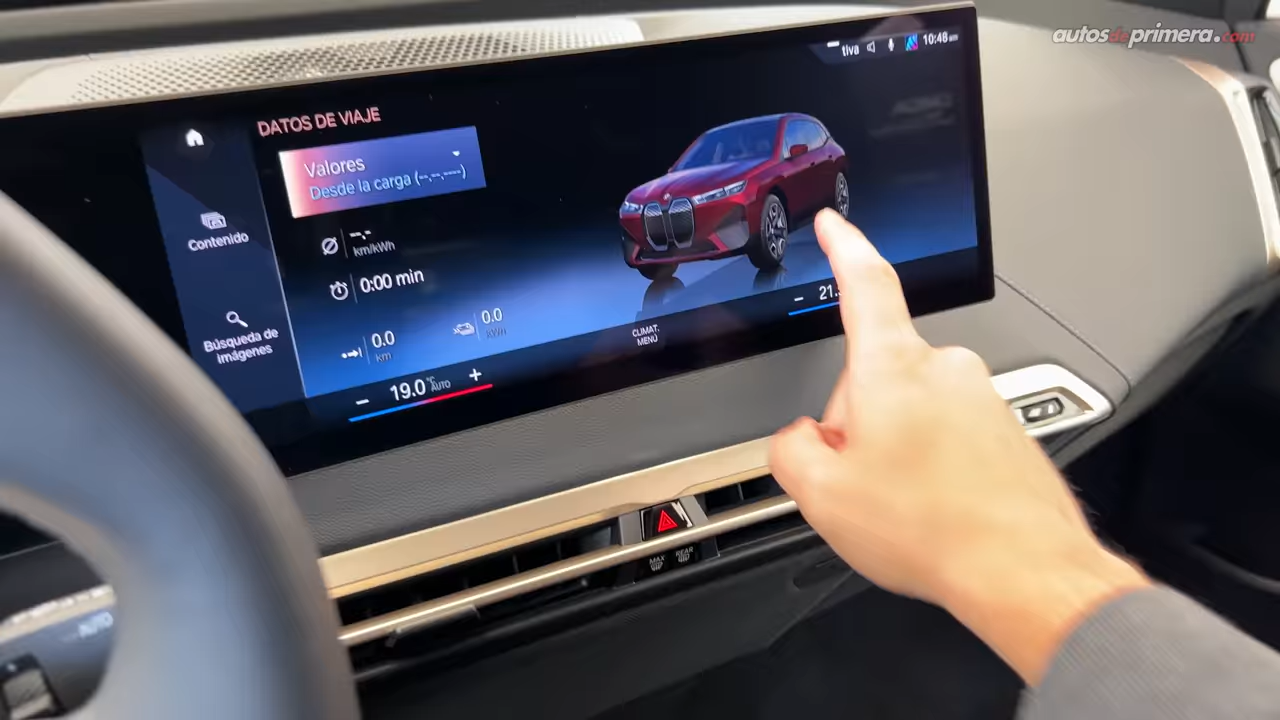 autosdeprimera.com
tiva
10:48 am
DATOS DE VIAJE
Valores
Desde la carga (--.--.----)
Contenido
--.-
km/kWh
0:00 min
Búsqueda de
imágenes
0.0
km
0.0
kWh
CLIMAT.
MENÚ
- 19.0 °C AUTO +
- 21.
MAX
REAR
AUTO